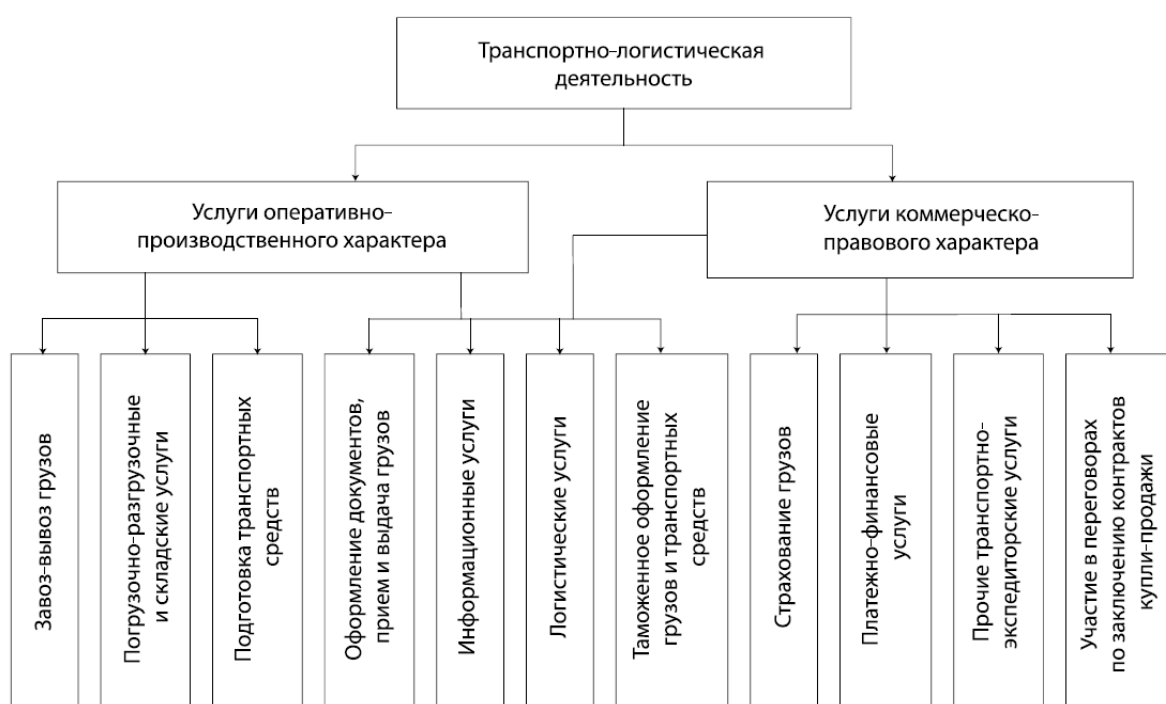 Транспортно-логистическая
деятельность
Услуги оперативно-
производственного характера
Услуги коммерческо-
правового характера
Завоз-вывоз грузов
Погрузочно-разгрузочные
и складские услуги
Подготовка транспортных
средств
Оформление документов,
прием и выдача грузов
Информационные услуги
Логистические услуги
Таможенное оформление
грузов и транспортных
средств
Страхование грузов
Платежно-финансовые
услуги
Прочие транспортно-
экспедиторские услуги
Участие в переговорах
по заключению контрактов
купли-продажи